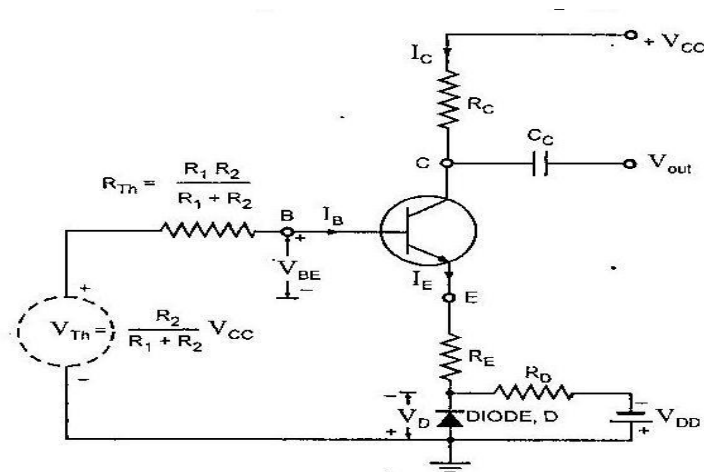 + V_CC
I_C
R_C
C_C
C
V_out
R_Th = R_1 R_2 / R_1 + R_2
B
I_B
+
V_BE
−
I_E
E
+
V_Th = R_2 / R_1 + R_2 V_CC
−
R_E
R_D
−
V_D
+
DIODE, D
−
V_DD
+